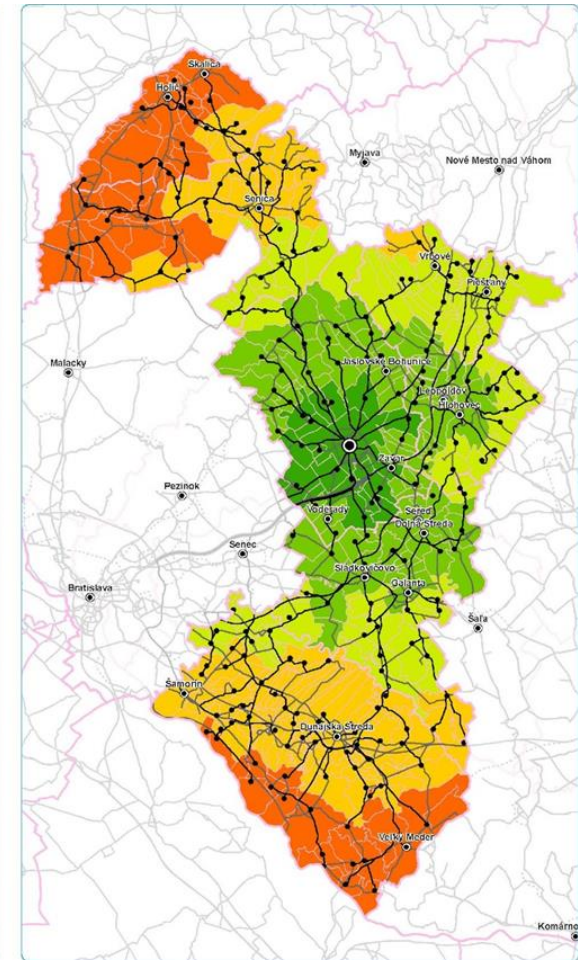 Skalica
Holíč
Myjava
Nové Mesto nad Váhom
Senica
Vrbové
Piešťany
Malacky
Jaslovské Bohunice
Leopoldov
Hlohovec
Zavar
Pezinok
Voderady
Sereď
Dolná Streda
Senec
Sládkovičovo
Galanta
Bratislava
Šaľa
Šamorín
Dunajská Streda
Veľký Meder
Komárno